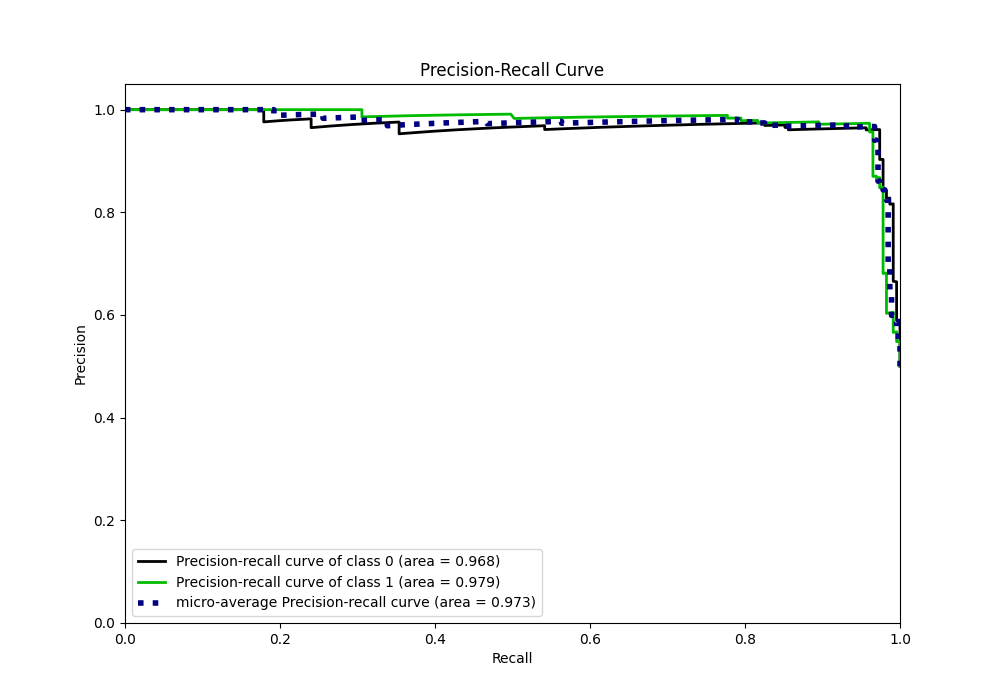 Precision-Recall Curve
1.0
0.8
0.6
0.4
0.2
0.0
Precision
Precision-recall curve of class 0 (area = 0.968)
Precision-recall curve of class 1 (area = 0.979)
micro-average Precision-recall curve (area = 0.973)
0.0 0.2 0.4 0.6 0.8 1.0
Recall